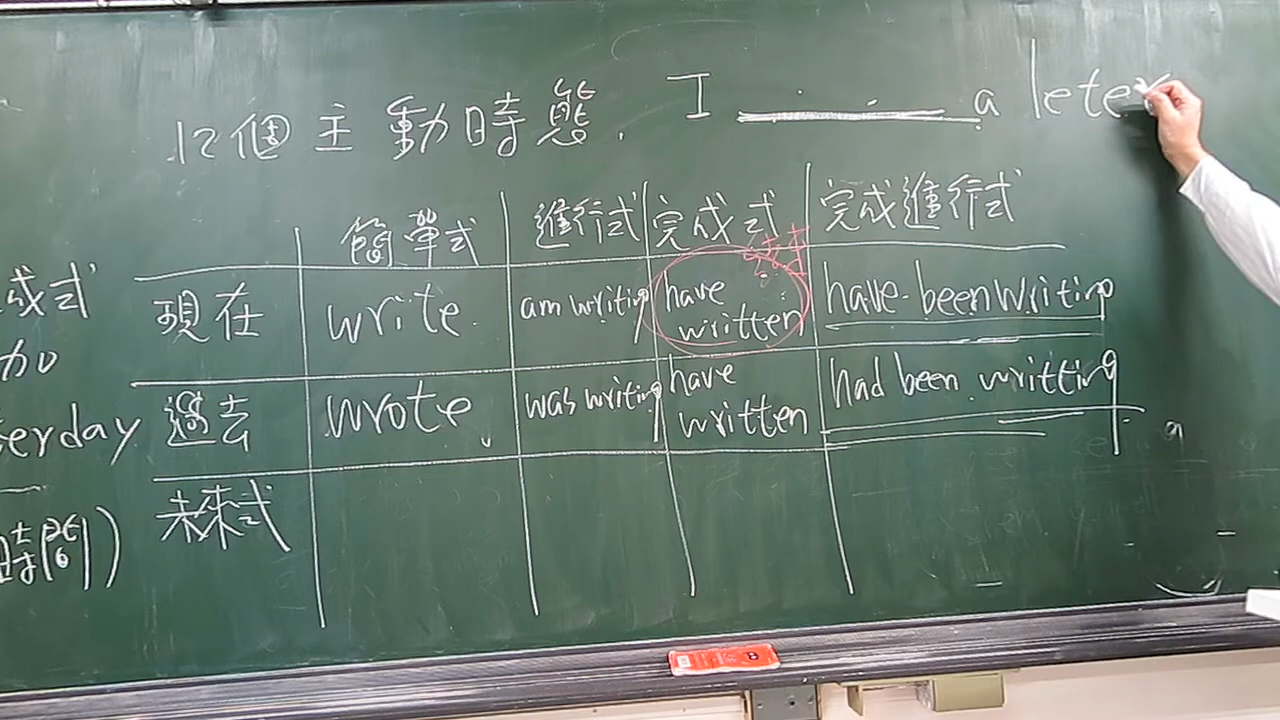 12個主動時態. I ______ a leter
簡單式 進行式 完成式 完成進行式
現在 write am writing have written have been writing
過去 wrote was writing have written had been writting
未來式
成式
加
erday
時間)